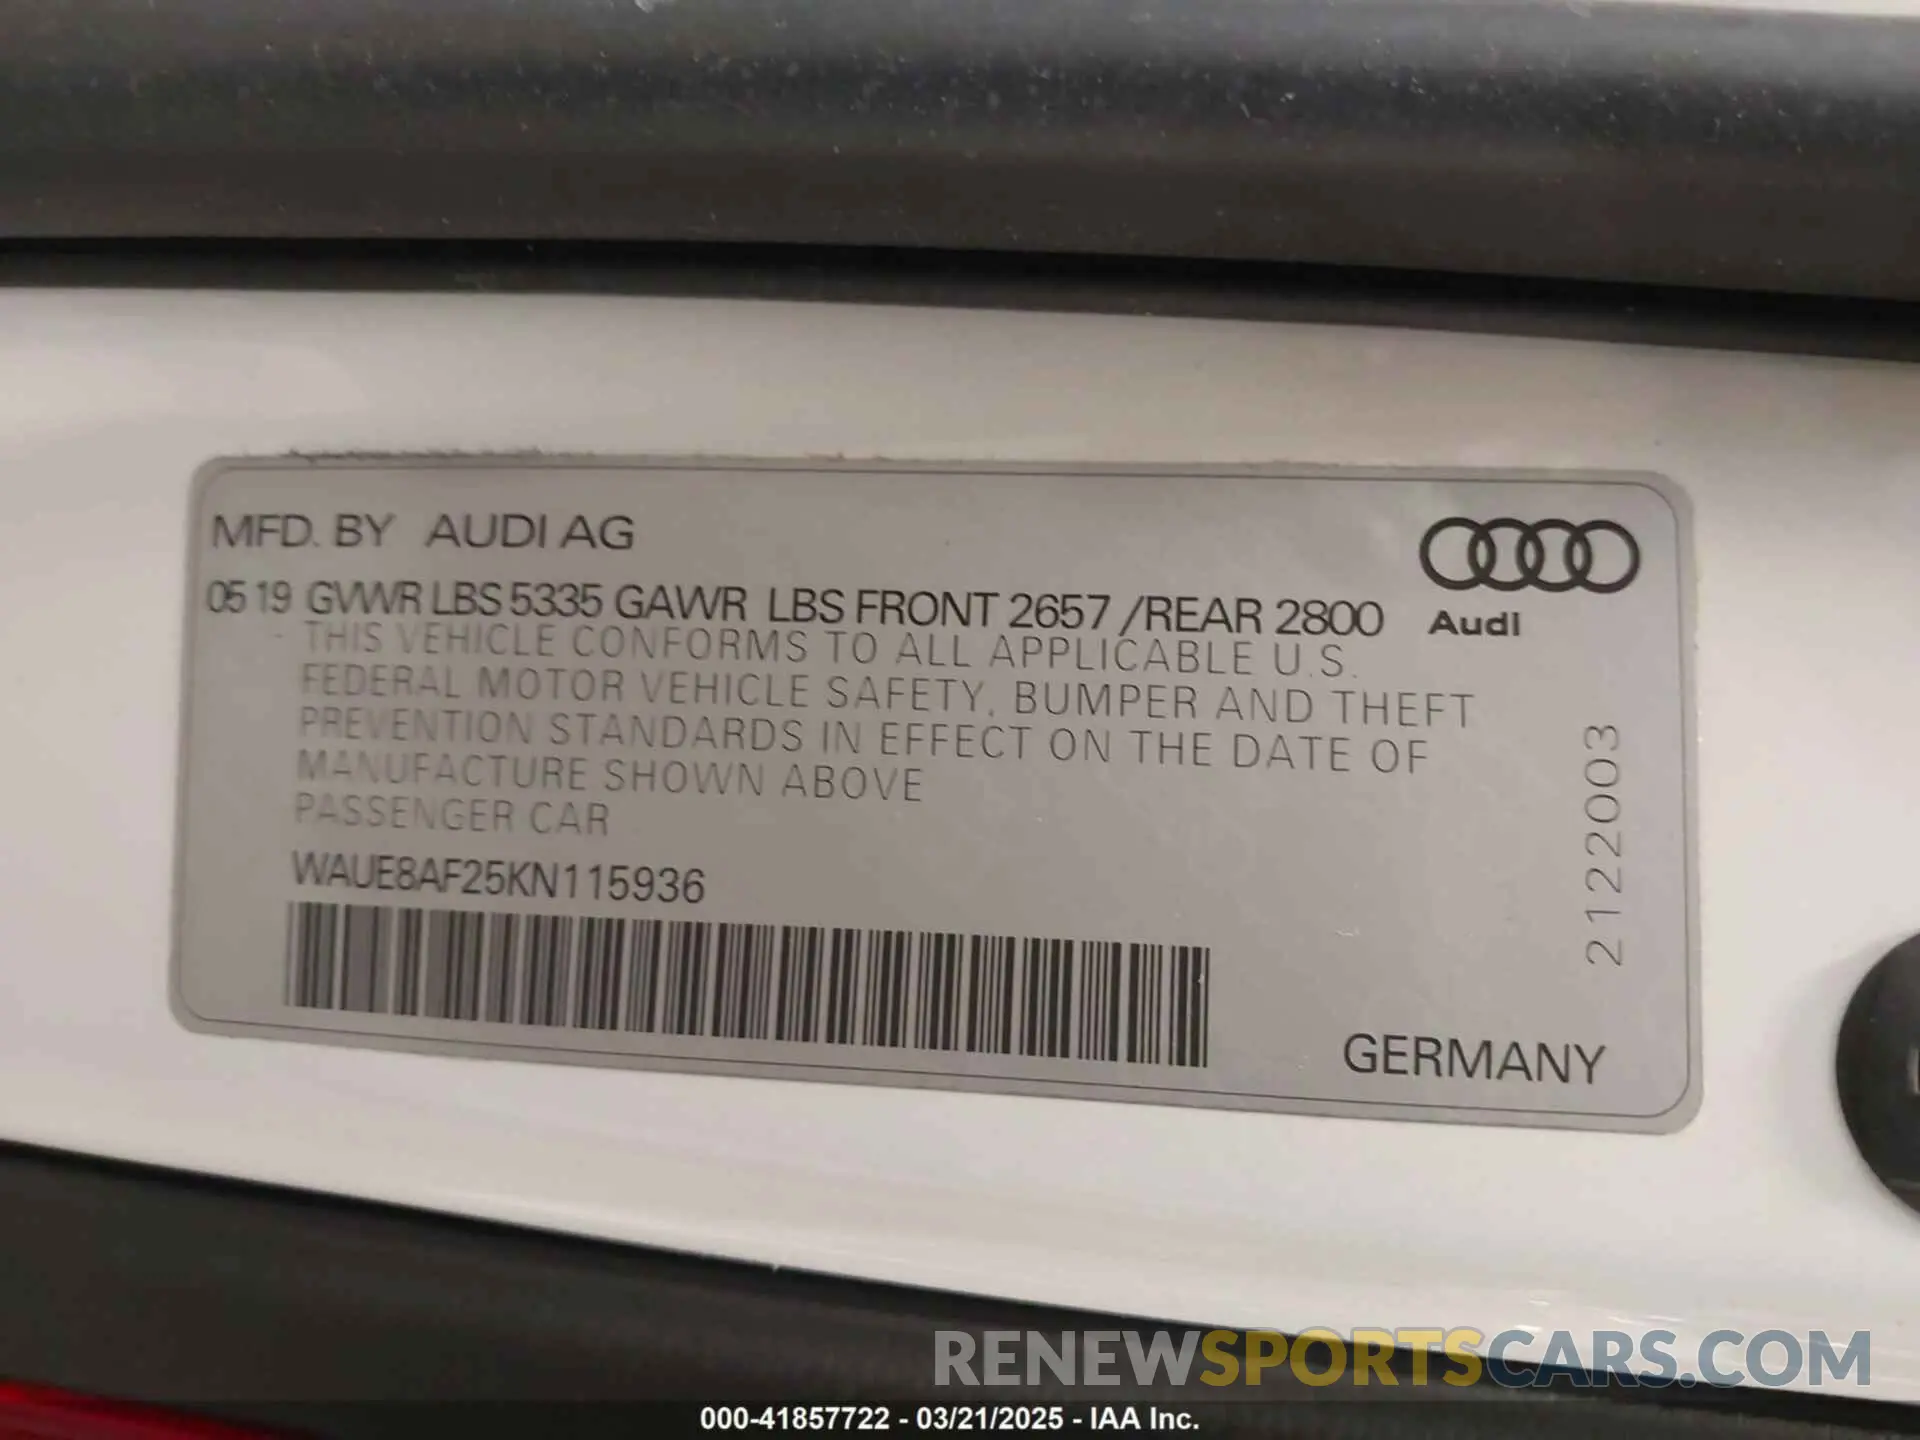 MFD. BY AUDI AG
05 19 GVWR LBS 5335 GAWR LBS FRONT 2657 /REAR 2800
Audi
THIS VEHICLE CONFORMS TO ALL APPLICABLE U.S.
FEDERAL MOTOR VEHICLE SAFETY, BUMPER AND THEFT
PREVENTION STANDARDS IN EFFECT ON THE DATE OF
MANUFACTURE SHOWN ABOVE
PASSENGER CAR
WAUE8AF25KN115936
2122003
GERMANY
RENEWSPORTSCARS.COM
000-41857722 - 03/21/2025 - IAA Inc.